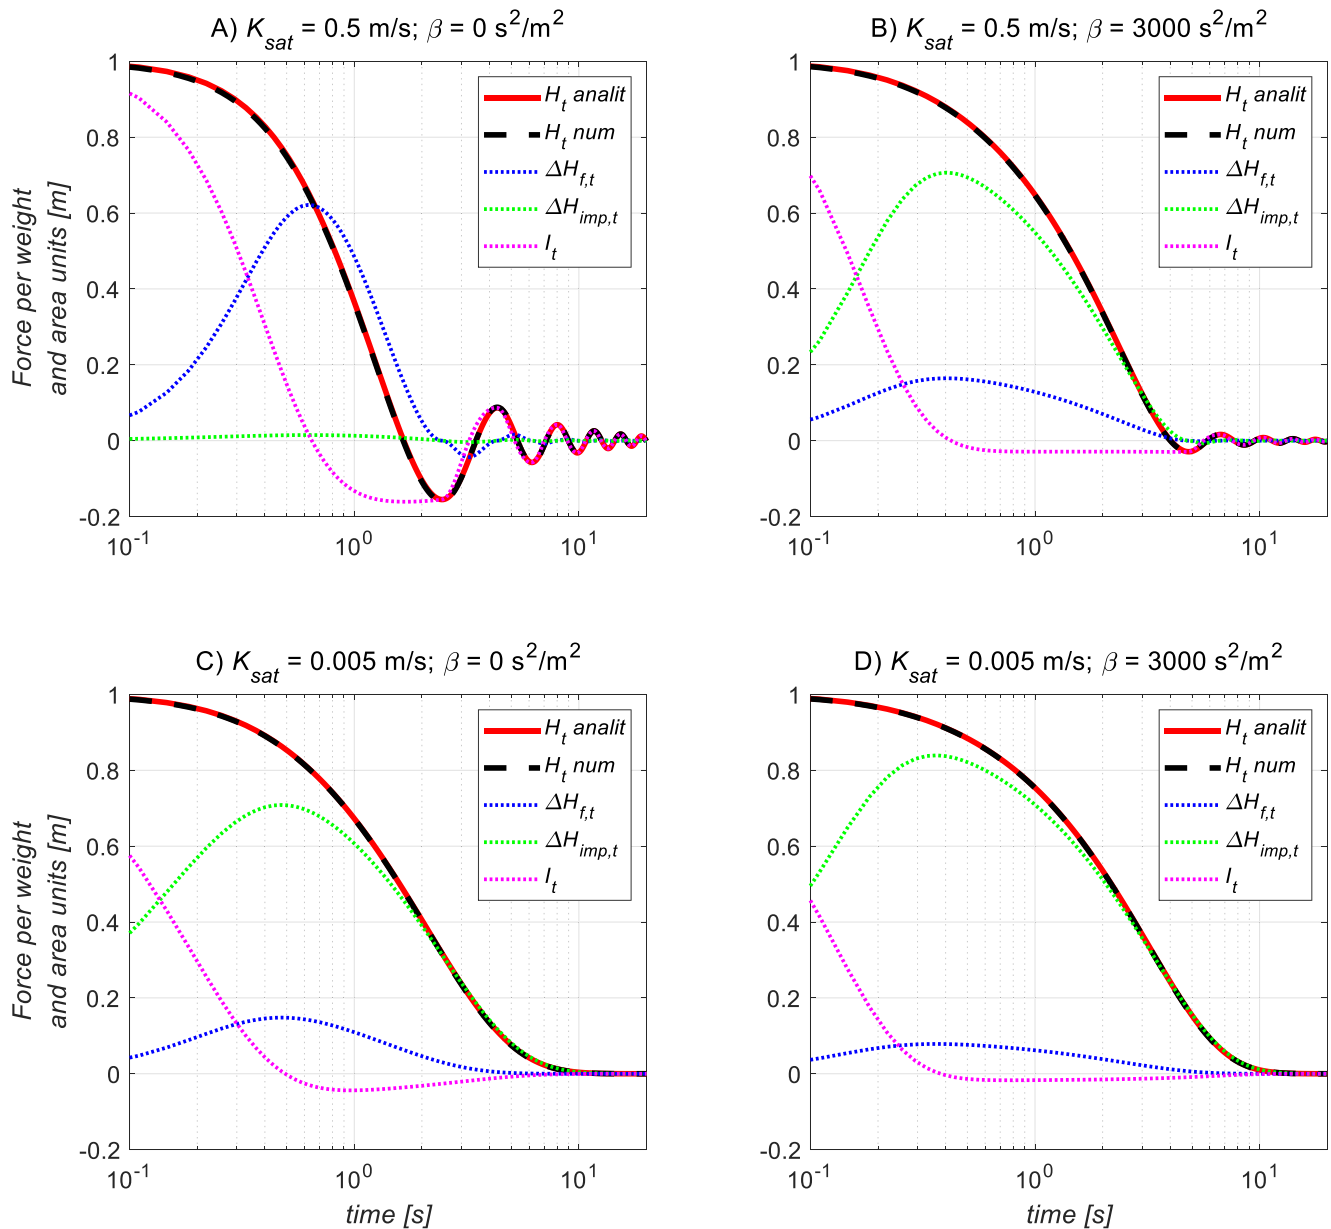 A) K_sat = 0.5 m/s; β = 0 s²/m²
1
0.8
0.6
0.4
0.2
0
-0.2
Force per weight
and area units [m]
10⁻¹
10⁰
10¹
H_t analit
H_t num
ΔH_f,t
ΔH_imp,t
I_t
B) K_sat = 0.5 m/s; β = 3000 s²/m²
1
0.8
0.6
0.4
0.2
0
-0.2
10⁻¹
10⁰
10¹
H_t analit
H_t num
ΔH_f,t
ΔH_imp,t
I_t
C) K_sat = 0.005 m/s; β = 0 s²/m²
1
0.8
0.6
0.4
0.2
0
-0.2
Force per weight
and area units [m]
10⁻¹
10⁰
10¹
time [s]
H_t analit
H_t num
ΔH_f,t
ΔH_imp,t
I_t
D) K_sat = 0.005 m/s; β = 3000 s²/m²
1
0.8
0.6
0.4
0.2
0
-0.2
10⁻¹
10⁰
10¹
time [s]
H_t analit
H_t num
ΔH_f,t
ΔH_imp,t
I_t